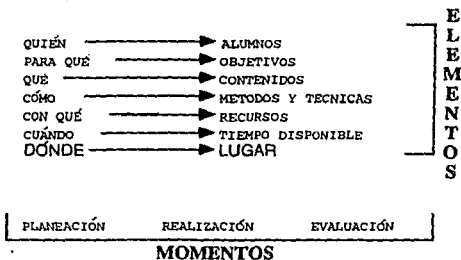 QUIÉN ALUMNOS
PARA QUÉ OBJETIVOS
QUÉ CONTENIDOS
CÓMO METODOS Y TECNICAS
CON QUÉ RECURSOS
CUÁNDO TIEMPO DISPONIBLE
DÓNDE LUGAR
ELEMENTOS
PLANEACIÓN REALIZACIÓN EVALUACIÓN
MOMENTOS